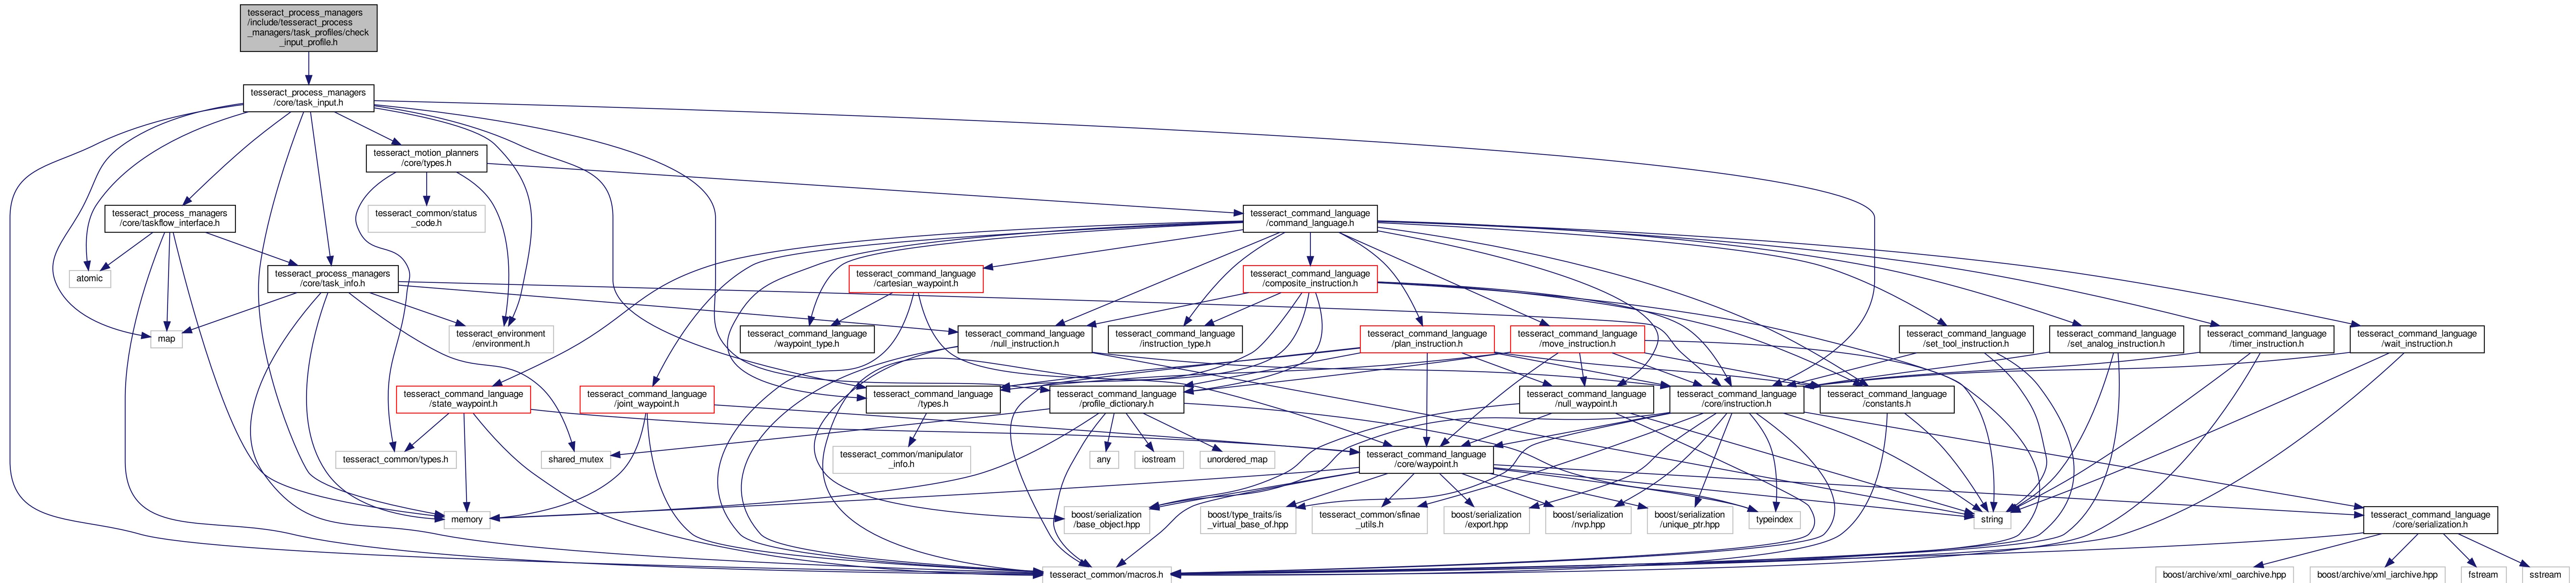 tesseract_process_managers
/include/tesseract_process
_managers/task_profiles/check
_input_profile.h
tesseract_process_managers
/core/task_input.h
tesseract_motion_planners
/core/types.h
tesseract_process_managers
/core/taskflow_interface.h
tesseract_common/status
_code.h
tesseract_command_language
/command_language.h
atomic
tesseract_process_managers
/core/task_info.h
tesseract_command_language
/cartesian_waypoint.h
tesseract_command_language
/composite_instruction.h
map
tesseract_environment
/environment.h
tesseract_command_language
/waypoint_type.h
tesseract_command_language
/null_instruction.h
tesseract_command_language
/instruction_type.h
tesseract_command_language
/plan_instruction.h
tesseract_command_language
/move_instruction.h
tesseract_command_language
/set_tool_instruction.h
tesseract_command_language
/set_analog_instruction.h
tesseract_command_language
/timer_instruction.h
tesseract_command_language
/wait_instruction.h
tesseract_command_language
/state_waypoint.h
tesseract_command_language
/joint_waypoint.h
tesseract_command_language
/types.h
tesseract_command_language
/profile_dictionary.h
tesseract_command_language
/null_waypoint.h
tesseract_command_language
/core/instruction.h
tesseract_command_language
/constants.h
tesseract_common/types.h
shared_mutex
tesseract_common/manipulator
_info.h
any
iostream
unordered_map
tesseract_command_language
/core/waypoint.h
memory
boost/serialization
/base_object.hpp
boost/type_traits/is
_virtual_base_of.hpp
tesseract_common/sfinae
_utils.h
boost/serialization
/export.hpp
boost/serialization
/nvp.hpp
boost/serialization
/unique_ptr.hpp
typeindex
string
tesseract_command_language
/core/serialization.h
tesseract_common/macros.h
boost/archive/xml_oarchive.hpp
boost/archive/xml_iarchive.hpp
fstream
sstream